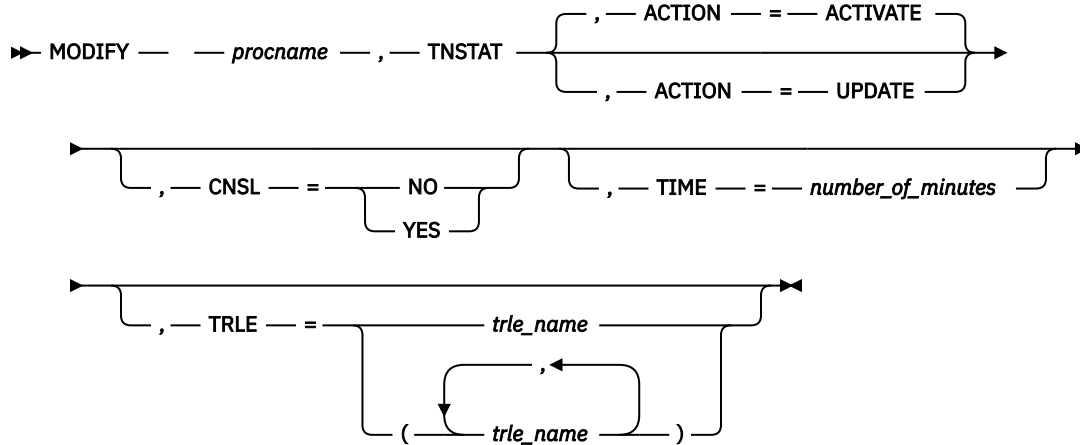 , ACTION = ACTIVATE
MODIFY procname , TNSTAT
, ACTION = UPDATE
, CNSL = NO , TIME = number_of_minutes
YES
, TRLE = trle_name
,
( trle_name )